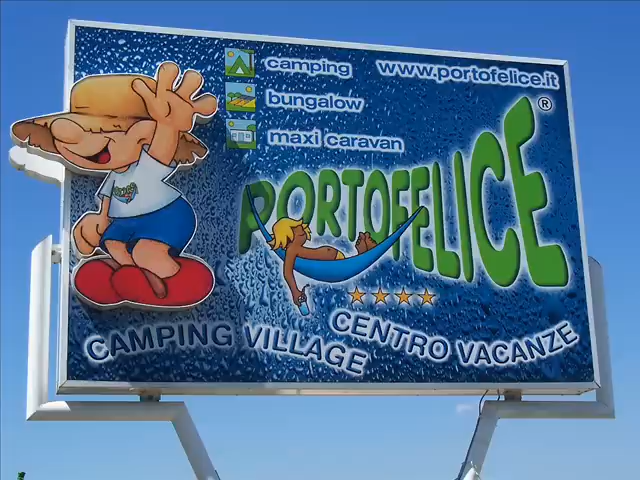 camping
www.portofelice.it
bungalow
maxi caravan
PORTOFELICE®
CAMPING VILLAGE
CENTRO VACANZE